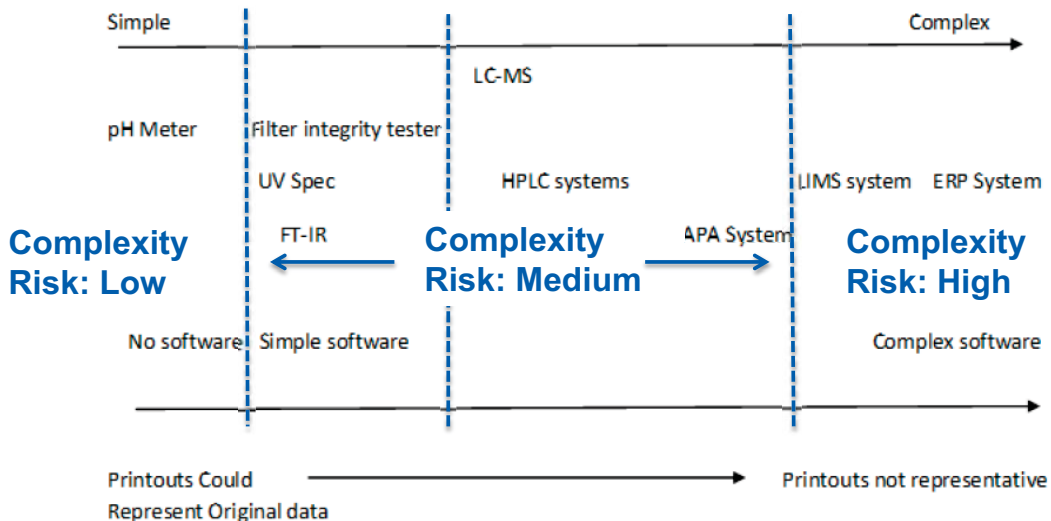 Simple Complex
LC-MS
pH Meter Filter integrity tester
UV Spec HPLC systems LIMS system ERP System
FT-IR APA System
Complexity
Risk: Low
Complexity
Risk: Medium
Complexity
Risk: High
No software Simple software Complex software
Printouts Could Printouts not representative
Represent Original data